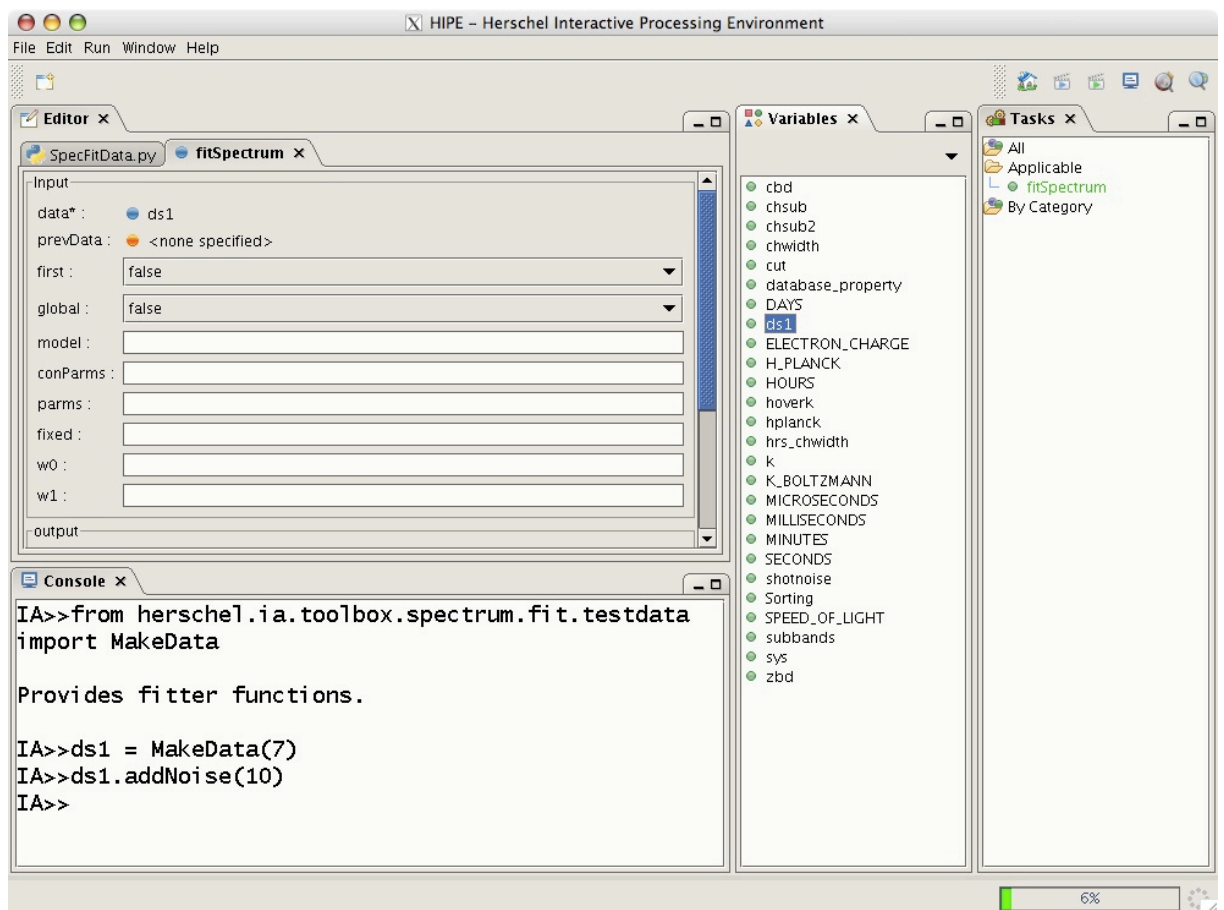 HIPE – Herschel Interactive Processing Environment
File Edit Run Window Help
Editor
SpecFitData.py
fitSpectrum
Input
data* :
ds1
prevData :
<none specified>
first :
false
global :
false
model :
conParms :
parms :
fixed :
w0 :
w1 :
output
Console
IA>>from herschel.ia.toolbox.spectrum.fit.testdata
import MakeData
Provides fitter functions.
IA>>ds1 = MakeData(7)
IA>>ds1.addNoise(10)
IA>>
Variables
cbd
chsub
chsub2
chwidth
cut
database_property
DAYS
ds1
ELECTRON_CHARGE
H_PLANCK
HOURS
hoverk
hplanck
hrs_chwidth
k
K_BOLTZMANN
MICROSECONDS
MILLISECONDS
MINUTES
SECONDS
shotnoise
Sorting
SPEED_OF_LIGHT
subbands
sys
zbd
Tasks
All
Applicable
fitSpectrum
By Category
6%